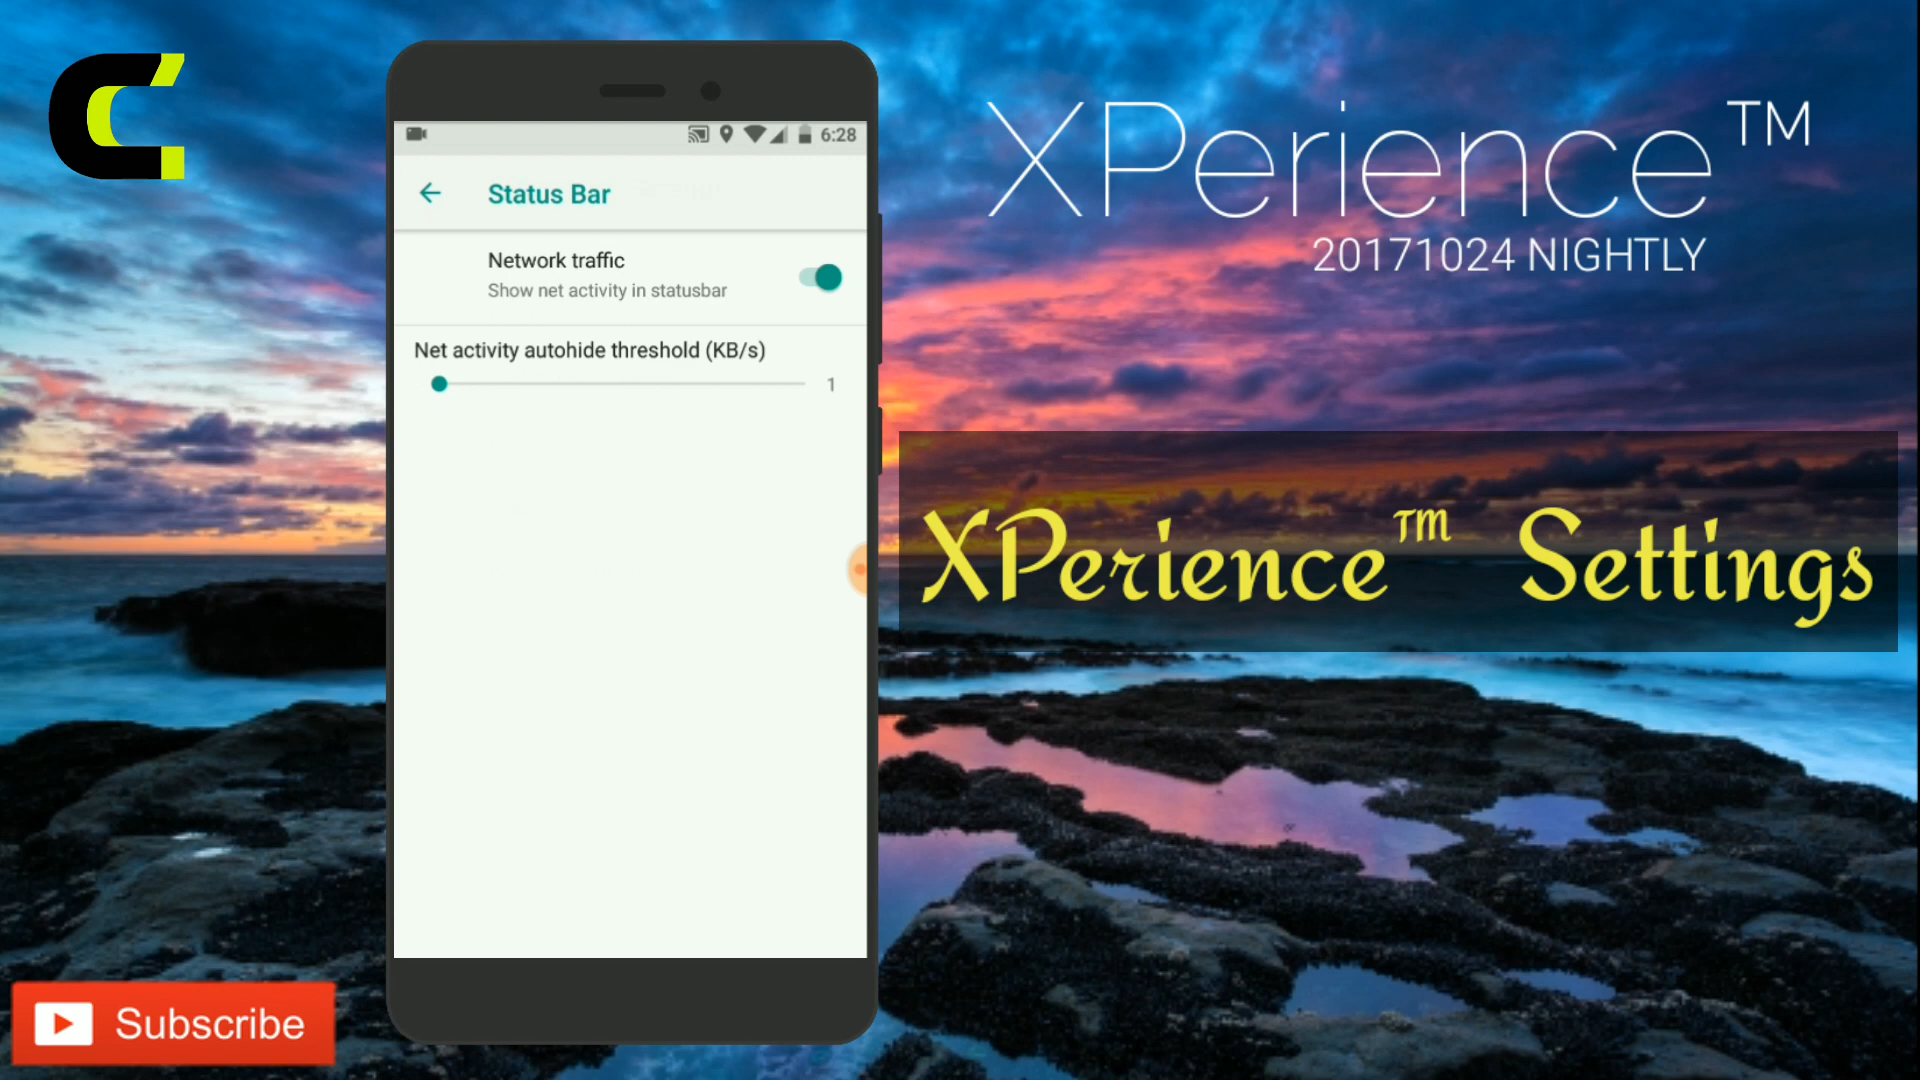 6:28
Status Bar
Network traffic
Show net activity in statusbar
Net activity autohide threshold (KB/s)
1
XPerience™
20171024 NIGHTLY
XPerience™ Settings
Subscribe